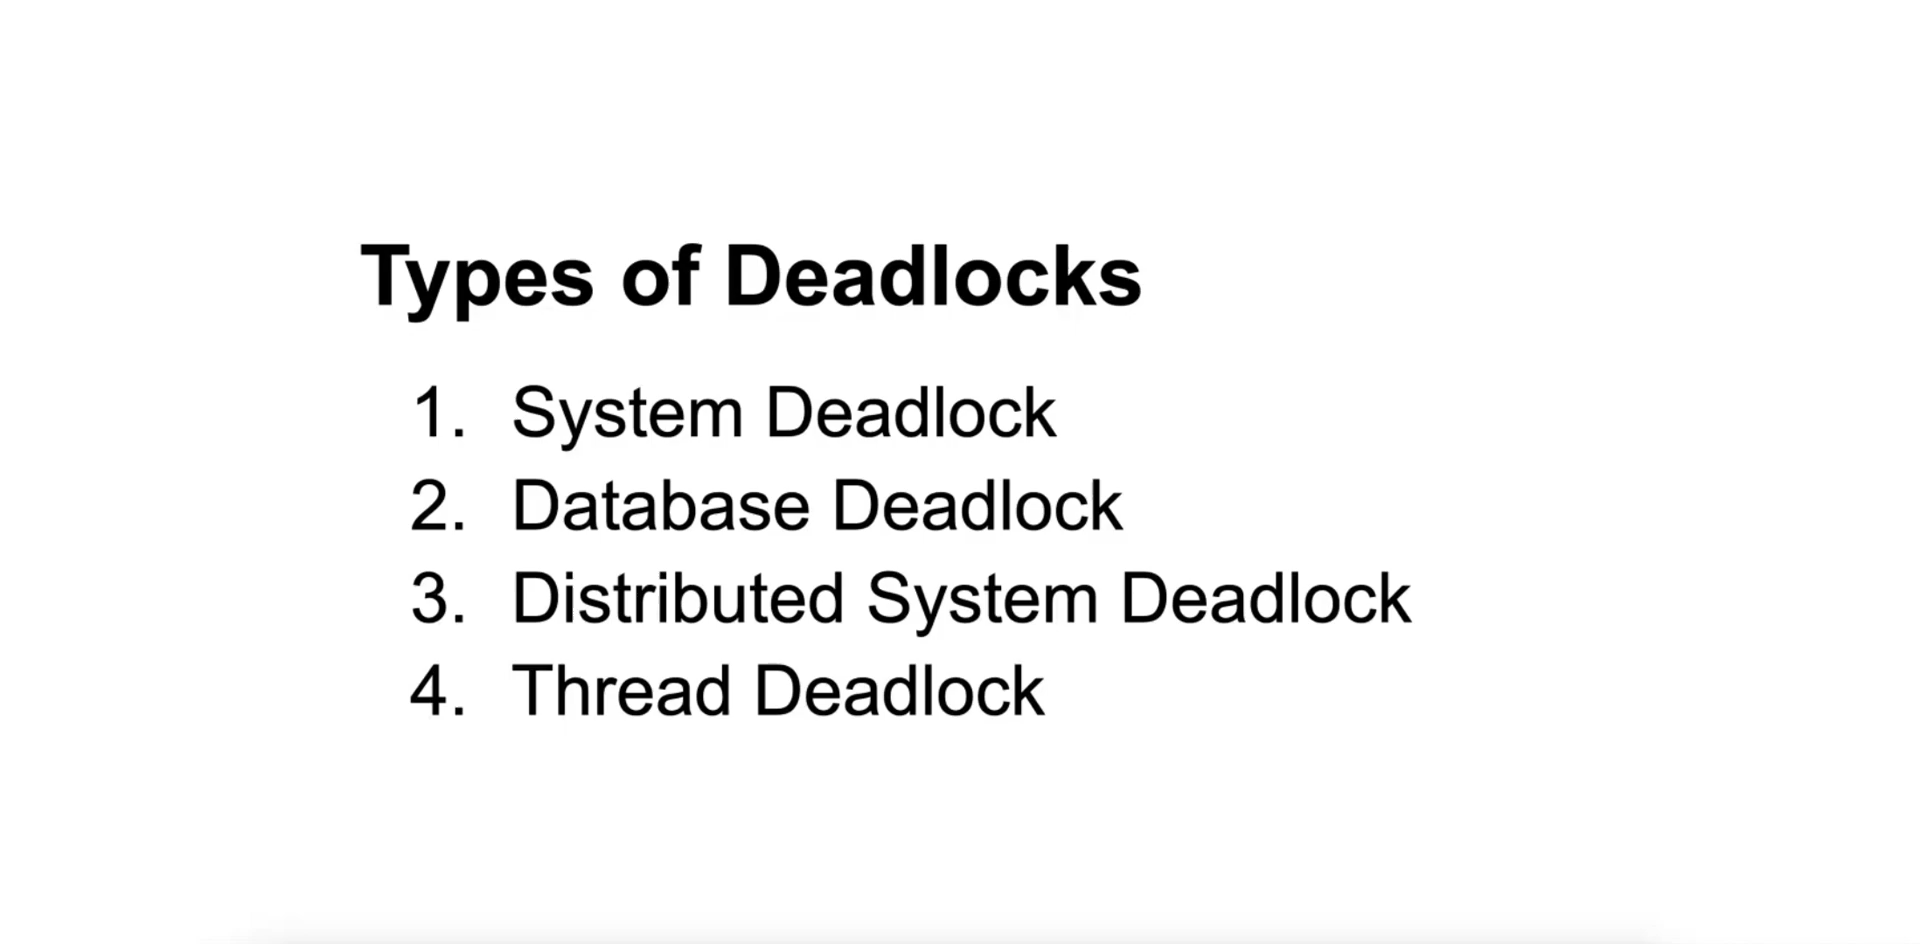 Types of Deadlocks
1. System Deadlock
2. Database Deadlock
3. Distributed System Deadlock
4. Thread Deadlock